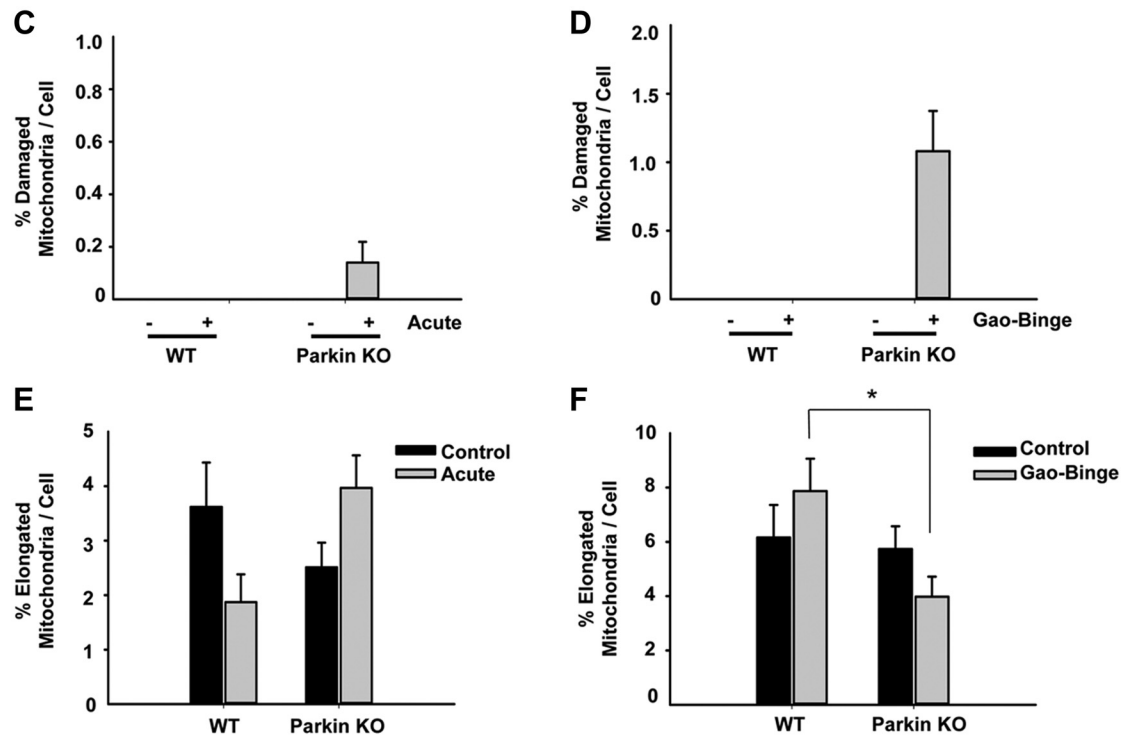 C
% Damaged
Mitochondria / Cell
1.0
0.8
0.6
0.4
0.2
0
- + - + Acute
WT Parkin KO
D
% Damaged
Mitochondria / Cell
2.0
1.5
1.0
0.5
0
- + - + Gao-Binge
WT Parkin KO
E
% Elongated
Mitochondria / Cell
5
4
3
2
1
0
Control
Acute
WT Parkin KO
F
*
% Elongated
Mitochondria / Cell
10
8
6
4
2
0
Control
Gao-Binge
WT Parkin KO